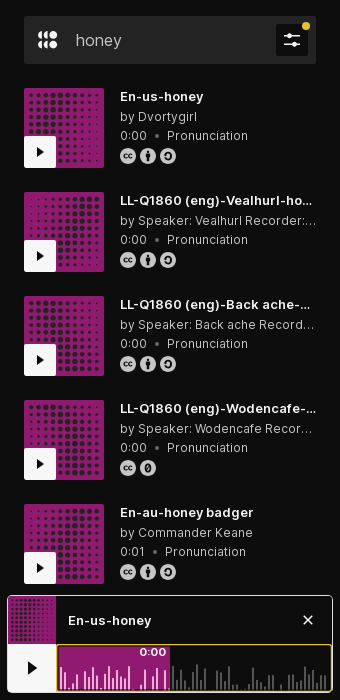 honey
En-us-honey
by Dvortygirl
0:00 • Pronunciation
LL-Q1860 (eng)-Vealhurl-ho...
by Speaker: Vealhurl Recorder:...
0:00 • Pronunciation
LL-Q1860 (eng)-Back ache-...
by Speaker: Back ache Record...
0:00 • Pronunciation
LL-Q1860 (eng)-Wodencafe-...
by Speaker: Wodencafe Recor...
0:00 • Pronunciation
En-au-honey badger
by Commander Keane
0:01 • Pronunciation
En-us-honey
0:00